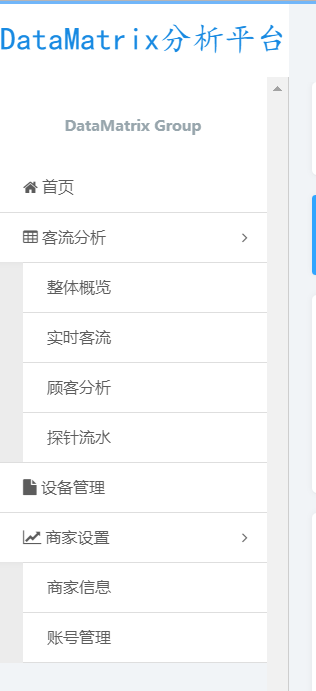 DataMatrix分析平台
DataMatrix Group
首页
客流分析
整体概览
实时客流
顾客分析
探针流水
设备管理
商家设置
商家信息
账号管理